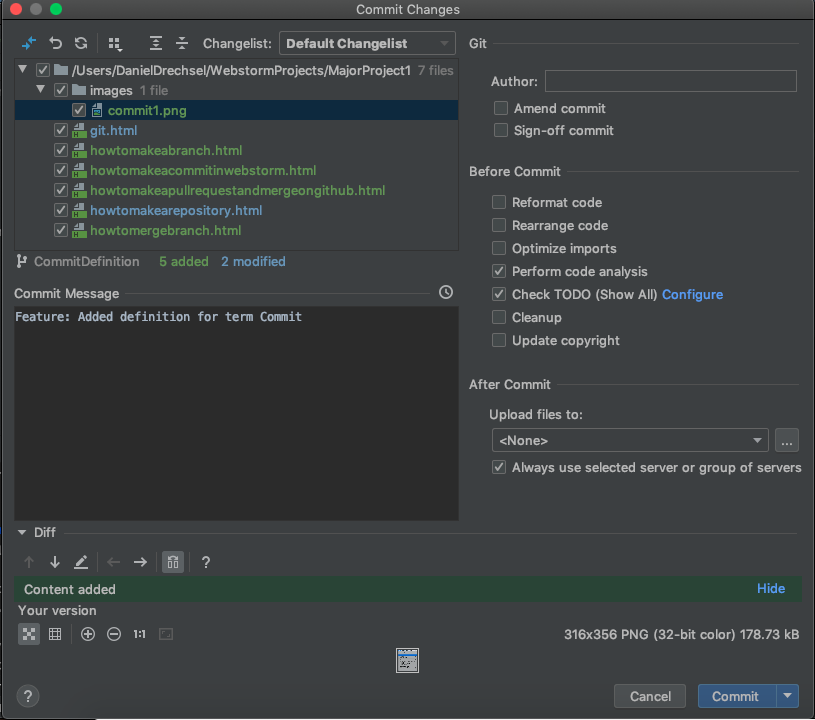 Commit Changes
Changelist: Default Changelist
/Users/DanielDrechsel/WebstormProjects/MajorProject1 7 files
images 1 file
commit1.png
git.html
howtomakeabranch.html
howtomakeacommitinwebstorm.html
howtomakeapullrequestandmergeongithub.html
howtomakearepository.html
howtomergebranch.html
CommitDefinition 5 added 2 modified
Commit Message
Feature: Added definition for term Commit
Git
Author:
Amend commit
Sign-off commit
Before Commit
Reformat code
Rearrange code
Optimize imports
Perform code analysis
Check TODO (Show All) Configure
Cleanup
Update copyright
After Commit
Upload files to:
<None>
...
Always use selected server or group of servers
Diff
?
Content added Hide
Your version
1:1 316x356 PNG (32-bit color) 178.73 kB
? Cancel Commit